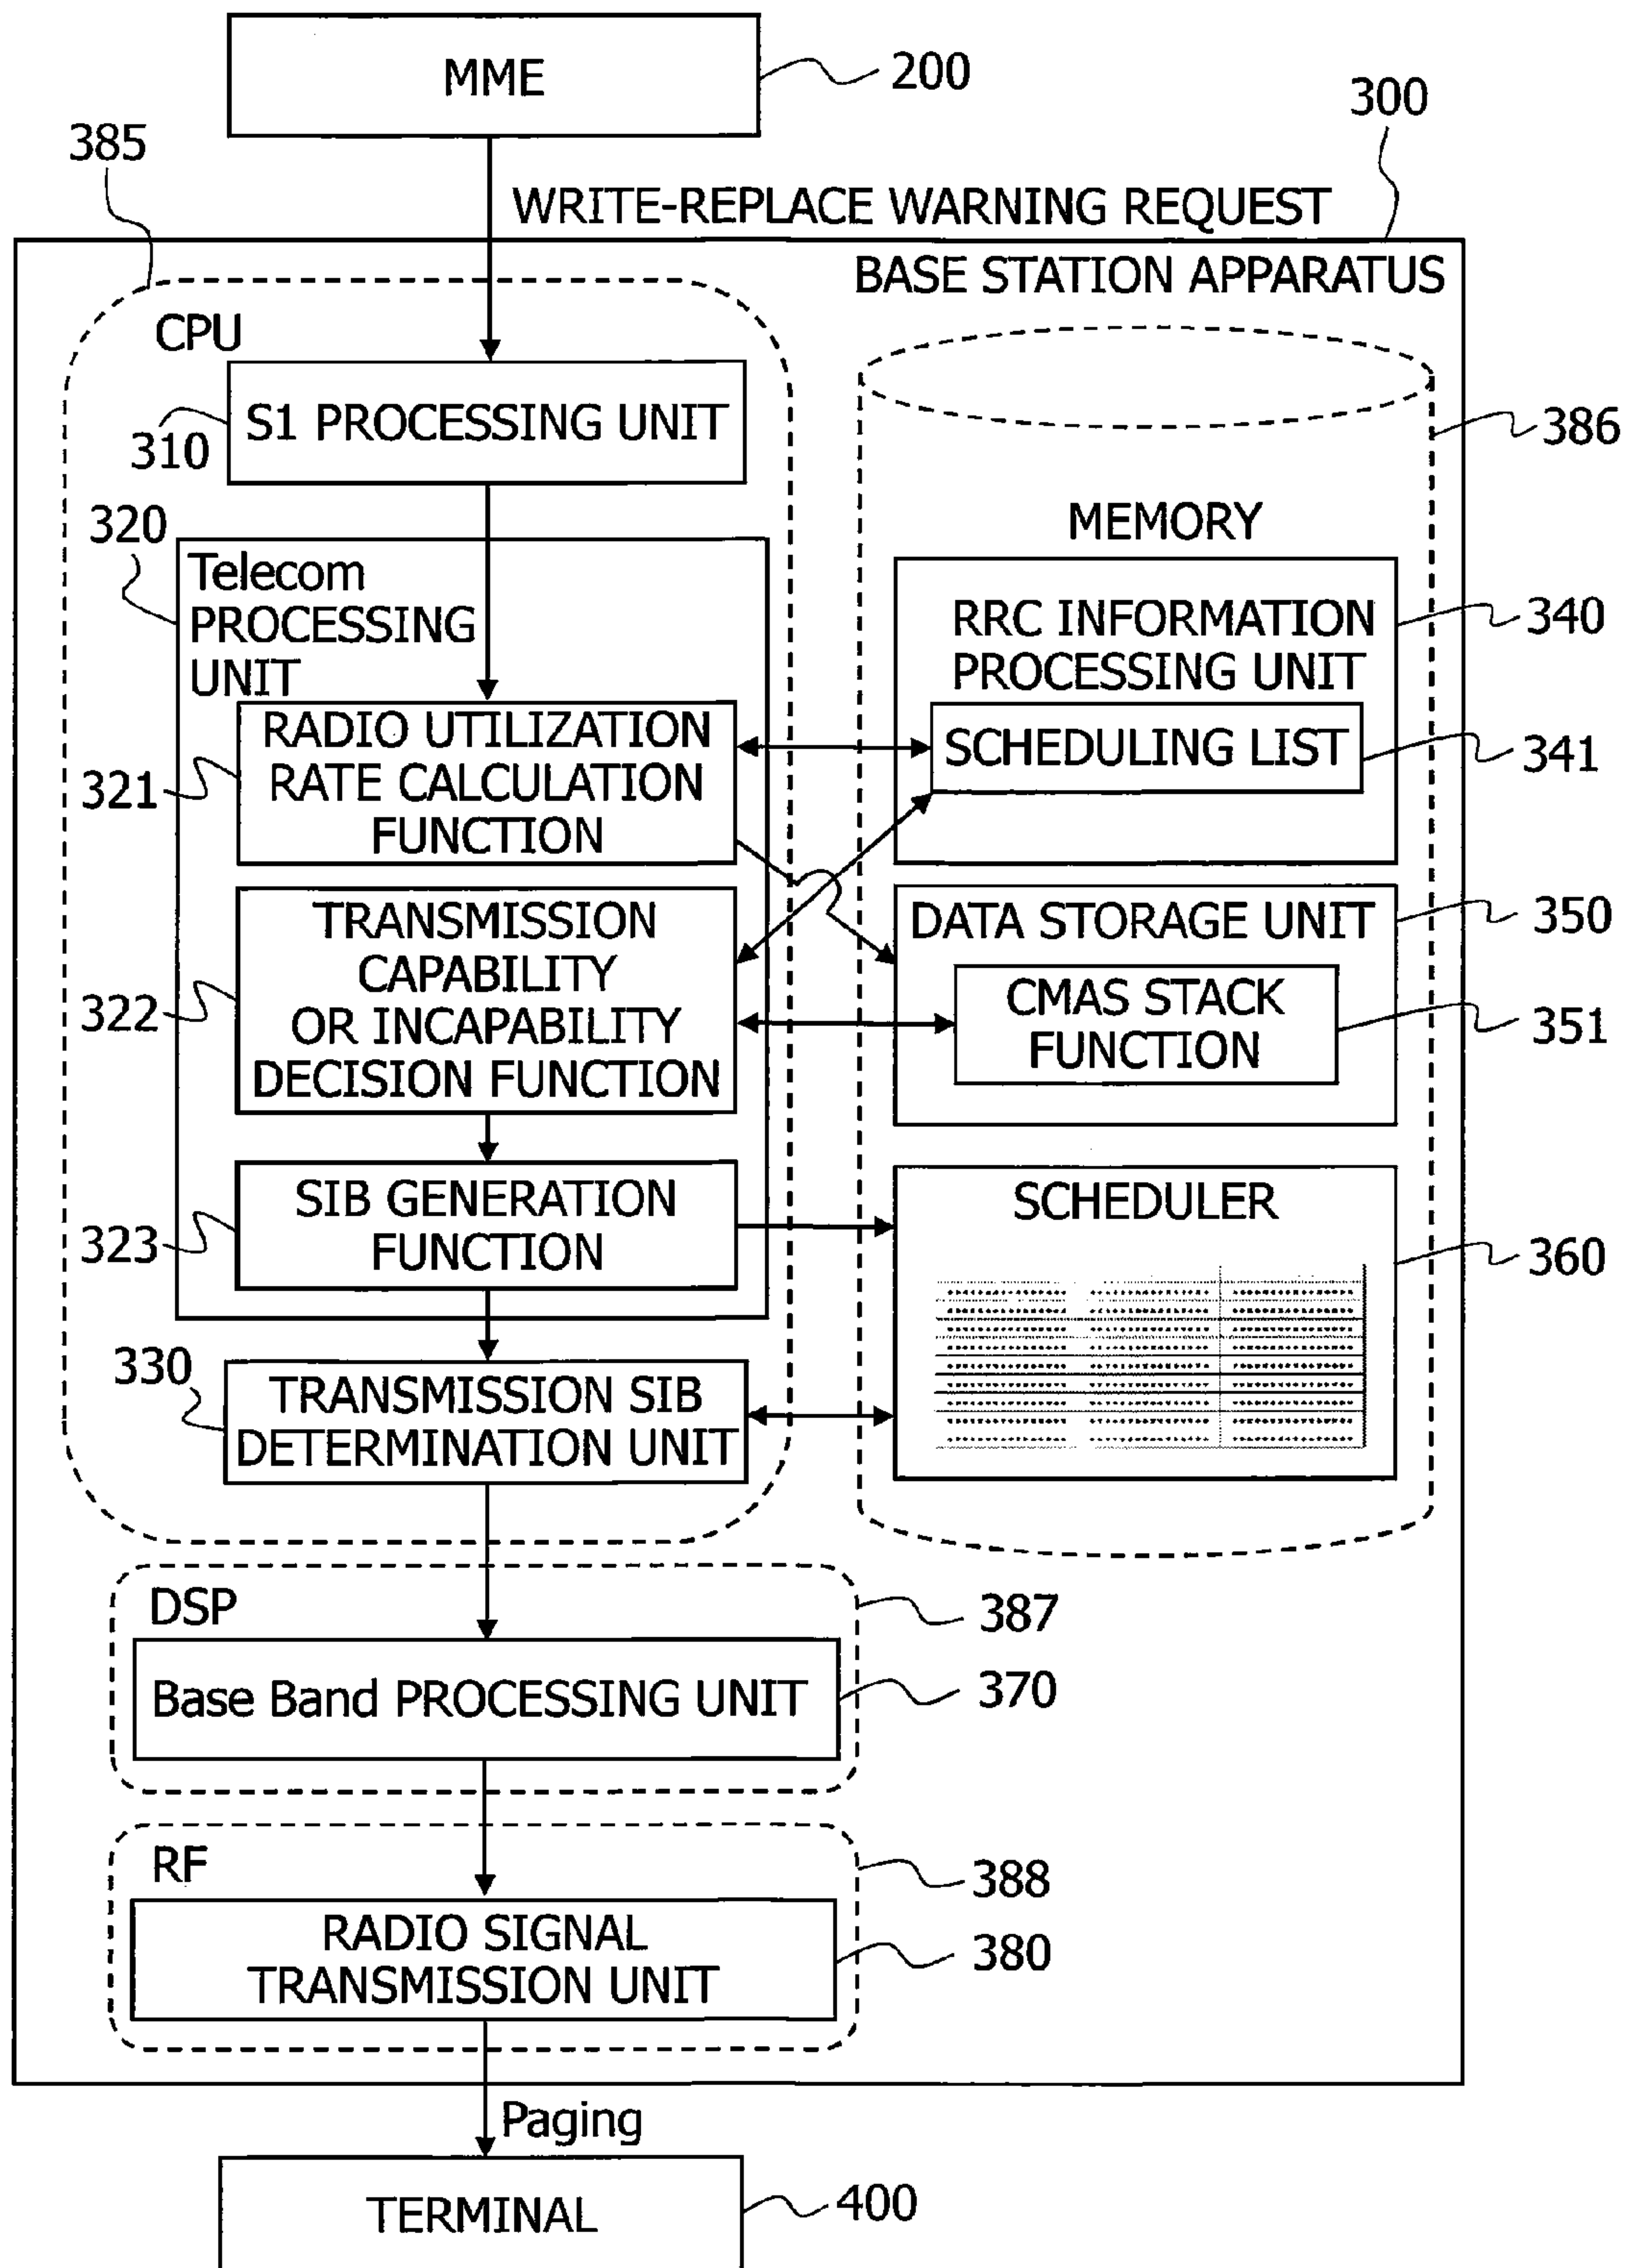 MME
200
300
385
WRITE-REPLACE WARNING REQUEST
BASE STATION APPARATUS
CPU
S1 PROCESSING UNIT
310
386
320
Telecom
PROCESSING
UNIT
MEMORY
RRC INFORMATION
PROCESSING UNIT
340
SCHEDULING LIST
341
RADIO UTILIZATION
RATE CALCULATION
FUNCTION
321
TRANSMISSION
CAPABILITY
OR INCAPABILITY
DECISION FUNCTION
322
DATA STORAGE UNIT
350
CMAS STACK
FUNCTION
351
SIB GENERATION
FUNCTION
323
SCHEDULER
360
330
TRANSMISSION SIB
DETERMINATION UNIT
DSP
387
Base Band PROCESSING UNIT
370
RF
388
RADIO SIGNAL
TRANSMISSION UNIT
380
Paging
TERMINAL
400